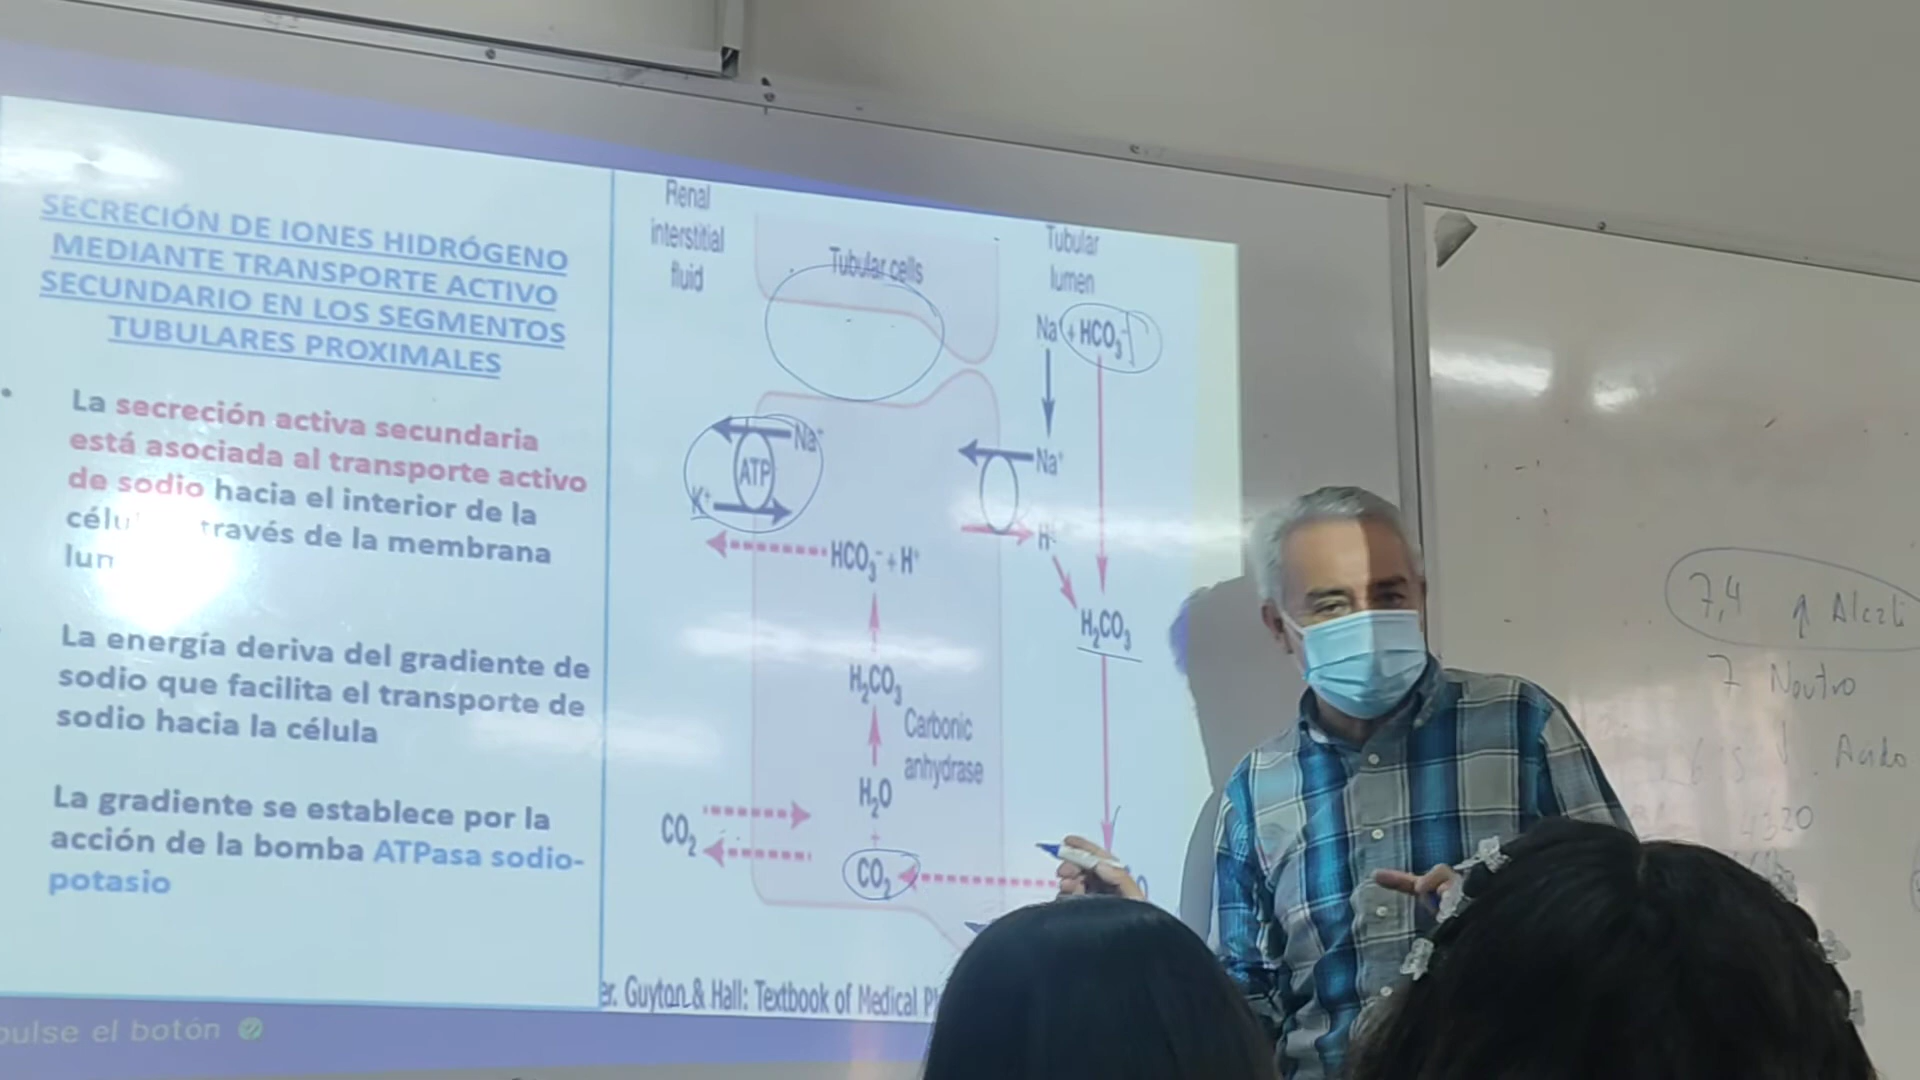 SECRECIÓN DE IONES HIDRÓGENO
MEDIANTE TRANSPORTE ACTIVO
SECUNDARIO EN LOS SEGMENTOS
TUBULARES PROXIMALES
La secreción activa secundaria
está asociada al transporte activo
de sodio hacia el interior de la
través de la membrana
La energía deriva del gradiente de
sodio que facilita el transporte de
sodio hacia la célula
La gradiente se establece por la
acción de la bomba ATPasa sodio-
potasio
Renal
interstitial
fluid
Tubular cells
Tubular
lumen
Na + HCO₃⁻
Na⁺
ATP
K⁺
Na⁺
H⁺
HCO₃⁻ + H⁺
H₂CO₃
H₂CO₃
Carbonic
anhydrase
H₂O
+
CO₂
CO₂
Guyton & Hall: Textbook of Medical
pulse el botón
7,4 ↑
7 Neutro
↓ Acido
4320